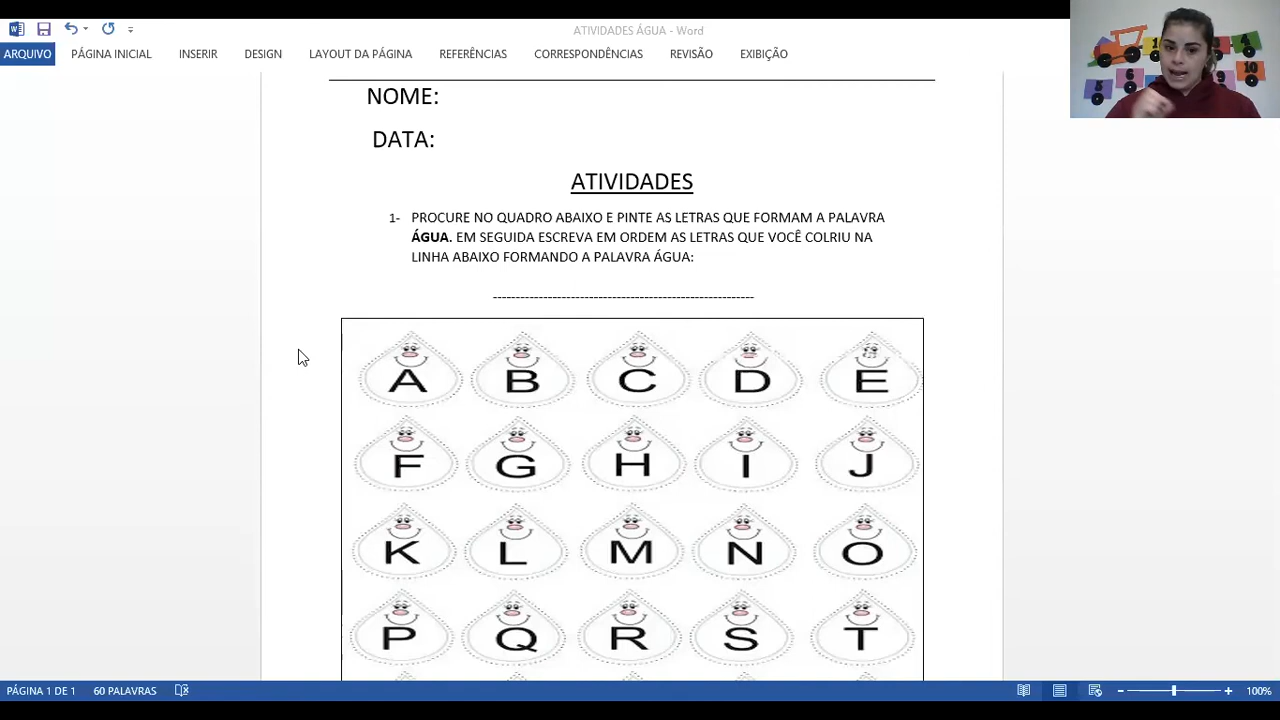 ATIVIDADES ÁGUA - Word
ARQUIVO PÁGINA INICIAL INSERIR DESIGN LAYOUT DA PÁGINA REFERÊNCIAS CORRESPONDÊNCIAS REVISÃO EXIBIÇÃO
NOME:
DATA:
ATIVIDADES
1- PROCURE NO QUADRO ABAIXO E PINTE AS LETRAS QUE FORMAM A PALAVRA
ÁGUA. EM SEGUIDA ESCREVA EM ORDEM AS LETRAS QUE VOCÊ COLRIU NA
LINHA ABAIXO FORMANDO A PALAVRA ÁGUA:
A B C D E
F G H I J
K L M N O
P Q R S T
PÁGINA 1 DE 1 60 PALAVRAS 100%